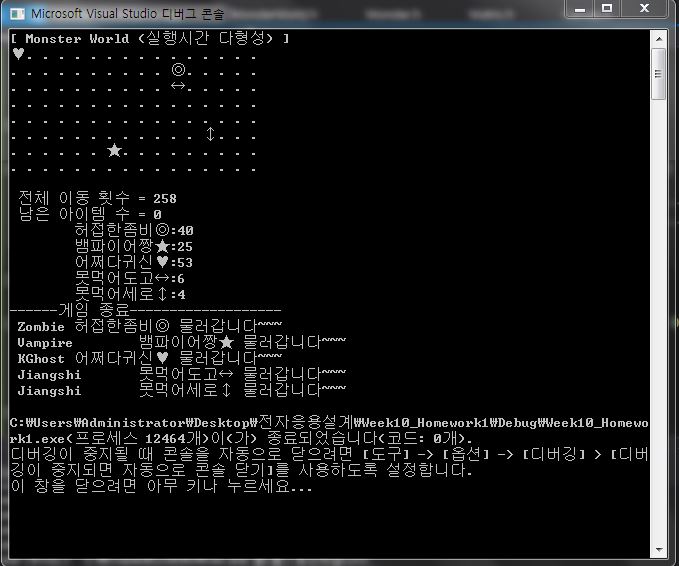 Microsoft Visual Studio 디버그 콘솔
[ Monster World (실행시간 다형성) ]
♥. . . . . . . . . . . . . . .
. . . . . . . . . . ◎. . . . .
. . . . . . . . . . ↔. . . . .
. . . . . . . . . . . . . . . .
. . . . . . . . . . . . . . . .
. . . . . . . . . . . . ↕. . .
. . . . . . ★. . . . . . . . .
. . . . . . . . . . . . . . . .
전체 이동 횟수 = 258
남은 아이템 수 = 0
허접한좀비◎:40
뱀파이어짱★:25
어쩌다귀신♥:53
못먹어도고↔:6
못먹어세로↕:4
------게임 종료-------------------
Zombie 허접한좀비◎ 물러갑니다~~~
Vampire 뱀파이어짱★ 물러갑니다~~~
KGhost 어쩌다귀신♥ 물러갑니다~~~
Jiangshi 못먹어도고↔ 물러갑니다~~~
Jiangshi 못먹어세로↕ 물러갑니다~~~
C:₩Users₩Administrator₩Desktop₩전자응용설계₩Week10_Homework1₩Debug₩Week10_Homewo
rk1.exe(프로세스 12464개)이(가) 종료되었습니다(코드: 0개).
디버깅이 중지될 때 콘솔을 자동으로 닫으려면 [도구] -> [옵션] -> [디버깅] > [디버
깅이 중지되면 자동으로 콘솔 닫기]를 사용하도록 설정합니다.
이 창을 닫으려면 아무 키나 누르세요...